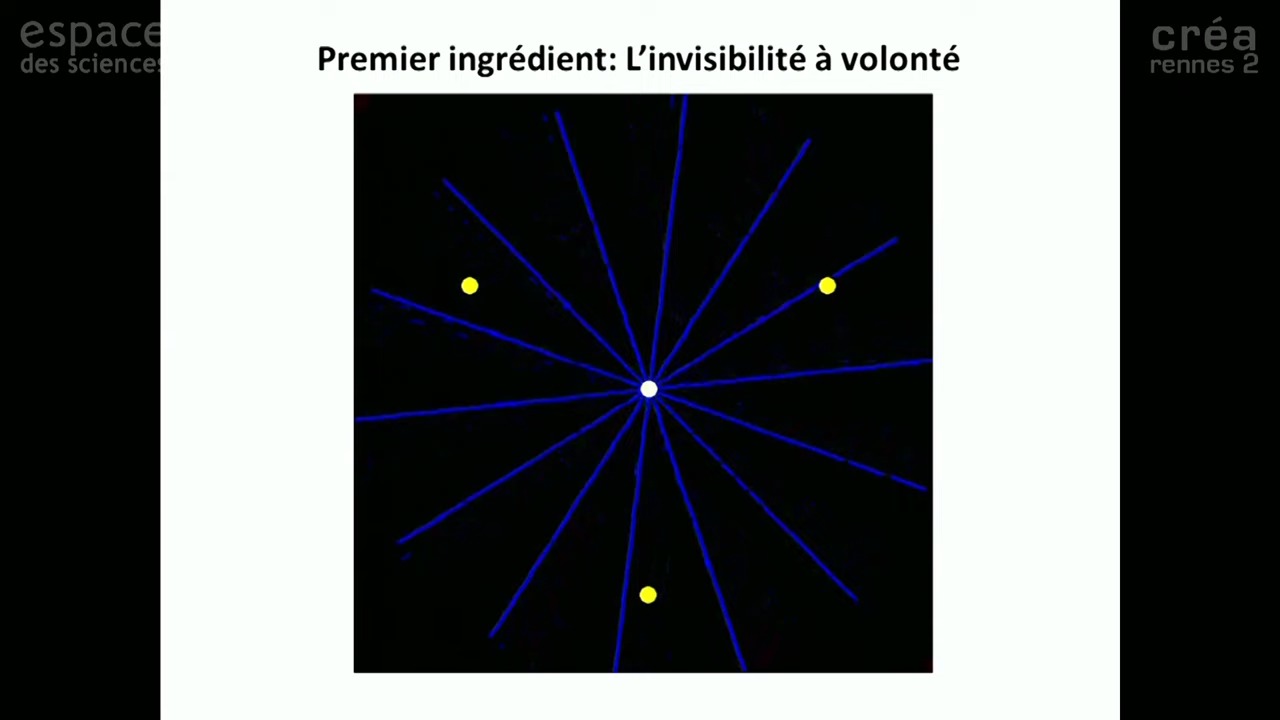 espace
des sciences
Premier ingrédient: L'invisibilité à volonté
créa
rennes 2